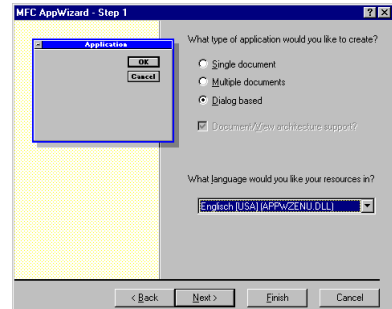 MFC AppWizard - Step 1
Application
OK
Cancel
What type of application would you like to create?
Single document
Multiple documents
Dialog based
Document/View architecture support?
What language would you like your resources in?
Englisch [USA] (APPWZENU.DLL)
< Back
Next >
Finish
Cancel